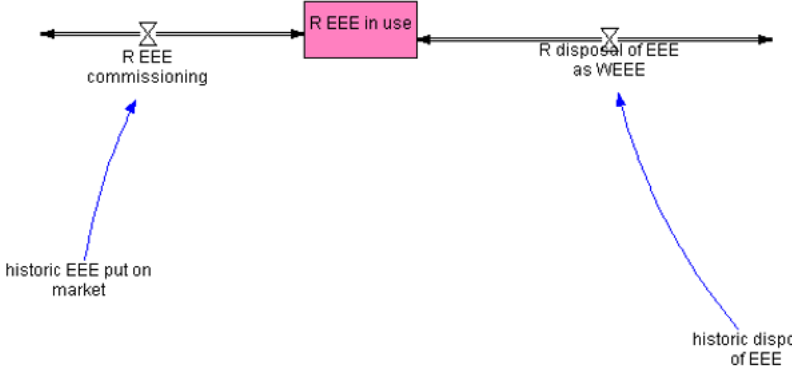 R EEE in use
R EEE
commissioning
R disposal of EEE
as WEEE
historic EEE put on
market
historic dispo
of EEE